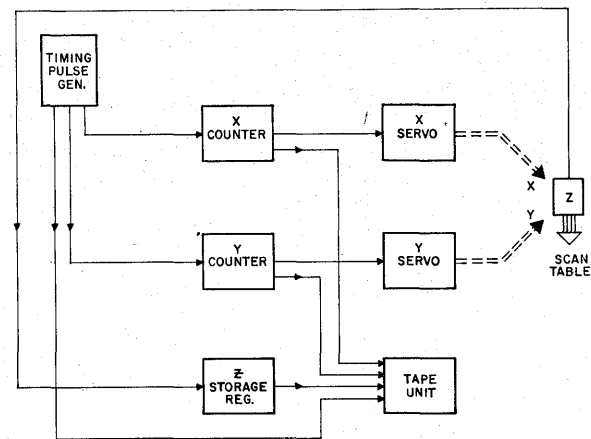 TIMING
PULSE
GEN.
X
COUNTER
X
SERVO
X
Y
Z
SCAN
TABLE
Y
COUNTER
Y
SERVO
Z
STORAGE
REG.
TAPE
UNIT